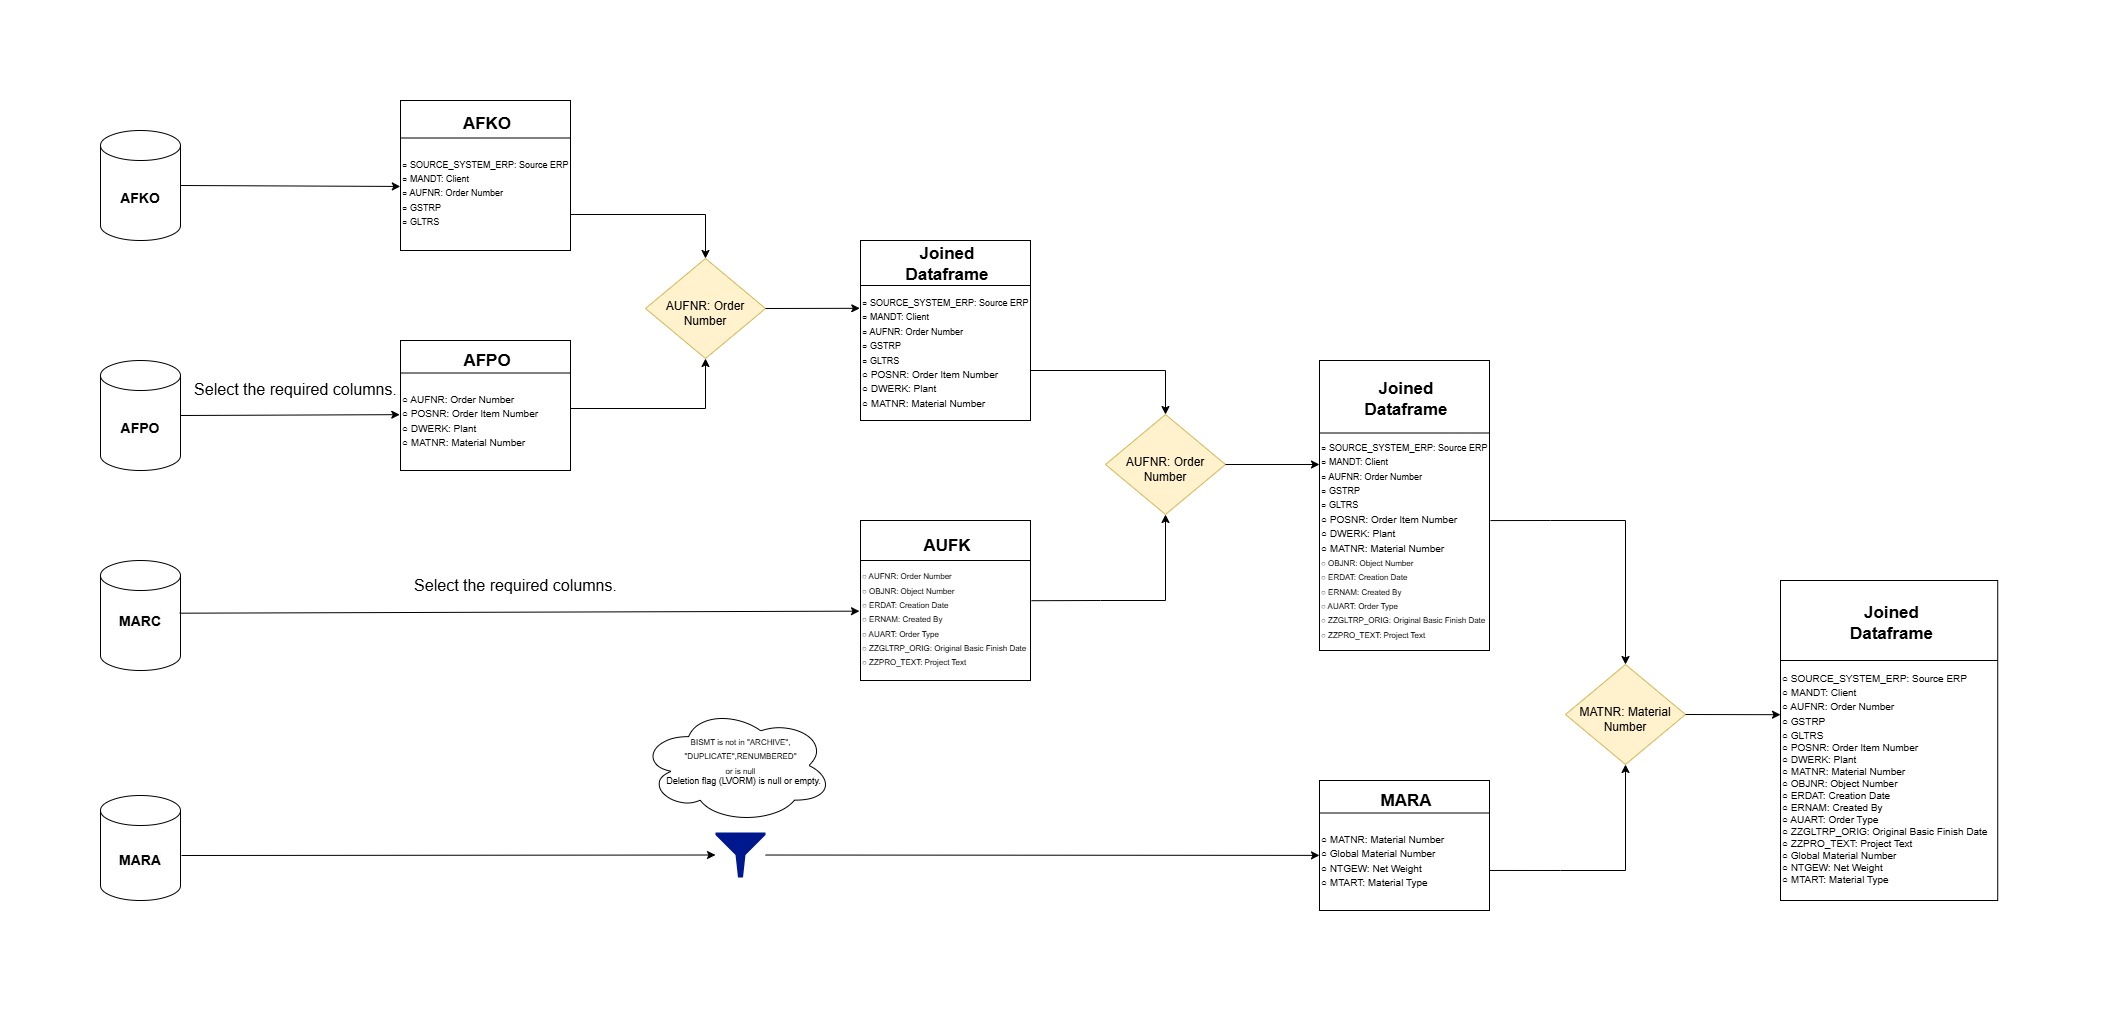 AFKO
AFKO
○ SOURCE_SYSTEM_ERP: Source ERP
○ MANDT: Client
○ AUFNR: Order Number
○ GSTRP
○ GLTRS
AUFNR: Order
Number
Joined
Dataframe
○ SOURCE_SYSTEM_ERP: Source ERP
○ MANDT: Client
○ AUFNR: Order Number
○ GSTRP
○ GLTRS
○ POSNR: Order Item Number
○ DWERK: Plant
○ MATNR: Material Number
AFPO
Select the required columns.
AFPO
○ AUFNR: Order Number
○ POSNR: Order Item Number
○ DWERK: Plant
○ MATNR: Material Number
AUFNR: Order
Number
Joined
Dataframe
○ SOURCE_SYSTEM_ERP: Source ERP
○ MANDT: Client
○ AUFNR: Order Number
○ GSTRP
○ GLTRS
○ POSNR: Order Item Number
○ DWERK: Plant
○ MATNR: Material Number
○ OBJNR: Object Number
○ ERDAT: Creation Date
○ ERNAM: Created By
○ AUART: Order Type
○ ZZGLTRP_ORIG: Original Basic Finish Date
○ ZZPRO_TEXT: Project Text
MARC
Select the required columns.
AUFK
○ AUFNR: Order Number
○ OBJNR: Object Number
○ ERDAT: Creation Date
○ ERNAM: Created By
○ AUART: Order Type
○ ZZGLTRP_ORIG: Original Basic Finish Date
○ ZZPRO_TEXT: Project Text
MATNR: Material
Number
Joined
Dataframe
○ SOURCE_SYSTEM_ERP: Source ERP
○ MANDT: Client
○ AUFNR: Order Number
○ GSTRP
○ GLTRS
○ POSNR: Order Item Number
○ DWERK: Plant
○ MATNR: Material Number
○ OBJNR: Object Number
○ ERDAT: Creation Date
○ ERNAM: Created By
○ AUART: Order Type
○ ZZGLTRP_ORIG: Original Basic Finish Date
○ ZZPRO_TEXT: Project Text
○ Global Material Number
○ NTGEW: Net Weight
○ MTART: Material Type
MARA
BISMT is not in "ARCHIVE",
"DUPLICATE",RENUMBERED"
or is null
Deletion flag (LVORM) is null or empty.
MARA
○ MATNR: Material Number
○ Global Material Number
○ NTGEW: Net Weight
○ MTART: Material Type